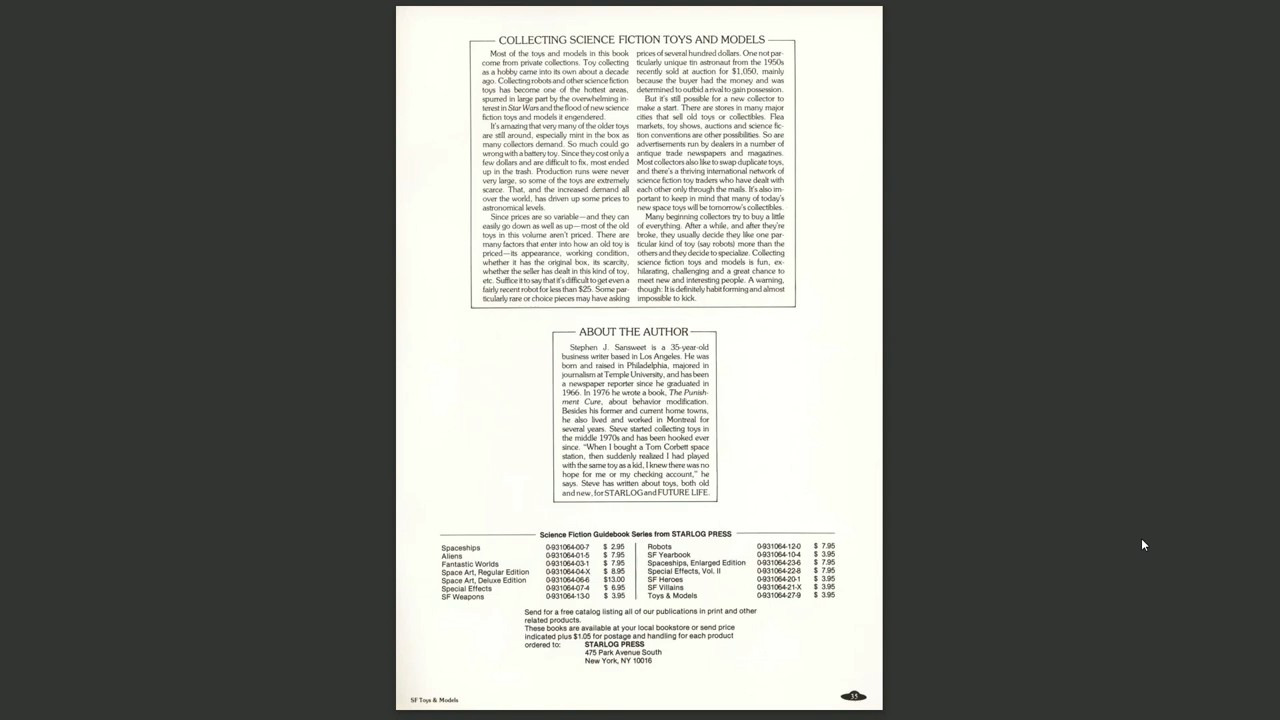 COLLECTING SCIENCE FICTION TOYS AND MODELS
Most of the toys and models in this book
come from private collections. Toy collecting
as a hobby came into its own about a decade
ago. Collecting robots and other science fiction
toys has become one of the hottest areas,
spurred in large part by the overwhelming in-
terest in Star Wars and the flood of new science
fiction toys and models it engendered.
It's amazing that very many of the older toys
are still around, especially mint in the box as
many collectors demand. So much could go
wrong with a battery toy. Since they cost only a
few dollars and are difficult to fix, most ended
up in the trash. Production runs were never
very large, so some of the toys are extremely
scarce. That, and the increased demand all
over the world, has driven up some prices to
astronomical levels.
Since prices are so variable—and they can
easily go down as well as up—most of the old
toys in this volume aren't priced. There are
many factors that enter into how an old toy is
priced—its appearance, working condition,
whether it has the original box, its scarcity,
whether the seller has dealt in this kind of toy,
etc. Suffice it to say that it's difficult to get even a
fairly recent robot for less than $25. Some par-
ticularly rare or choice pieces may have asking
prices of several hundred dollars. One not par-
ticularly unique tin astronaut from the 1950s
recently sold at auction for $1,050, mainly
because the buyer had the money and was
determined to outbid a rival to gain possession.
But it's still possible for a new collector to
make a start. There are stores in many major
cities that sell old toys or collectibles. Flea
markets, toy shows, auctions and science fic-
tion conventions are other possibilities. So are
advertisements run by dealers in a number of
antique trade newspapers and magazines.
Most collectors also like to swap duplicate toys,
and there's a thriving international network of
science fiction toy traders who have dealt with
each other only through the mails. It's also im-
portant to keep in mind that many of today's
new space toys will be tomorrow's collectibles.
Many beginning collectors try to buy a little
of everything. After a while, and after they're
broke, they usually decide they like one par-
ticular kind of toy (say robots) more than the
others and they decide to specialize. Collecting
science fiction toys and models is fun, ex-
hilarating, challenging and a great chance to
meet new and interesting people. A warning,
though: It is definitely habit forming and almost
impossible to kick.
ABOUT THE AUTHOR
Stephen J. Sansweet is a 35-year-old
business writer based in Los Angeles. He was
born and raised in Philadelphia, majored in
journalism at Temple University, and has been
a newspaper reporter since he graduated in
1966. In 1976 he wrote a book, The Punish-
ment Cure, about behavior modification.
Besides his former and current home towns,
he also lived and worked in Montreal for
several years. Steve started collecting toys in
the middle 1970s and has been hooked ever
since. "When I bought a Tom Corbett space
station, then suddenly realized I had played
with the same toy as a kid, I knew there was no
hope for me or my checking account," he
says. Steve has written about toys, both old
and new, for STARLOG and FUTURE LIFE.
Science Fiction Guidebook Series from STARLOG PRESS
Spaceships 0-931064-00-7 $ 2.95
Aliens 0-931064-01-5 $ 7.95
Fantastic Worlds 0-931064-03-1 $ 7.95
Space Art, Regular Edition 0-931064-04-X $ 8.95
Space Art, Deluxe Edition 0-931064-06-6 $13.00
Special Effects 0-931064-07-4 $ 6.95
SF Weapons 0-931064-13-0 $ 3.95
Robots 0-931064-12-0 $ 7.95
SF Yearbook 0-931064-10-4 $ 3.95
Spaceships, Enlarged Edition 0-931064-23-6 $ 7.95
Special Effects, Vol. II 0-931064-22-8 $ 7.95
SF Heroes 0-931064-20-1 $ 3.95
SF Villains 0-931064-21-X $ 3.95
Toys & Models 0-931064-27-9 $ 3.95
Send for a free catalog listing all of our publications in print and other
related products.
These books are available at your local bookstore or send price
indicated plus $1.05 for postage and handling for each product
ordered to: STARLOG PRESS
475 Park Avenue South
New York, NY 10016
SF Toys & Models
35